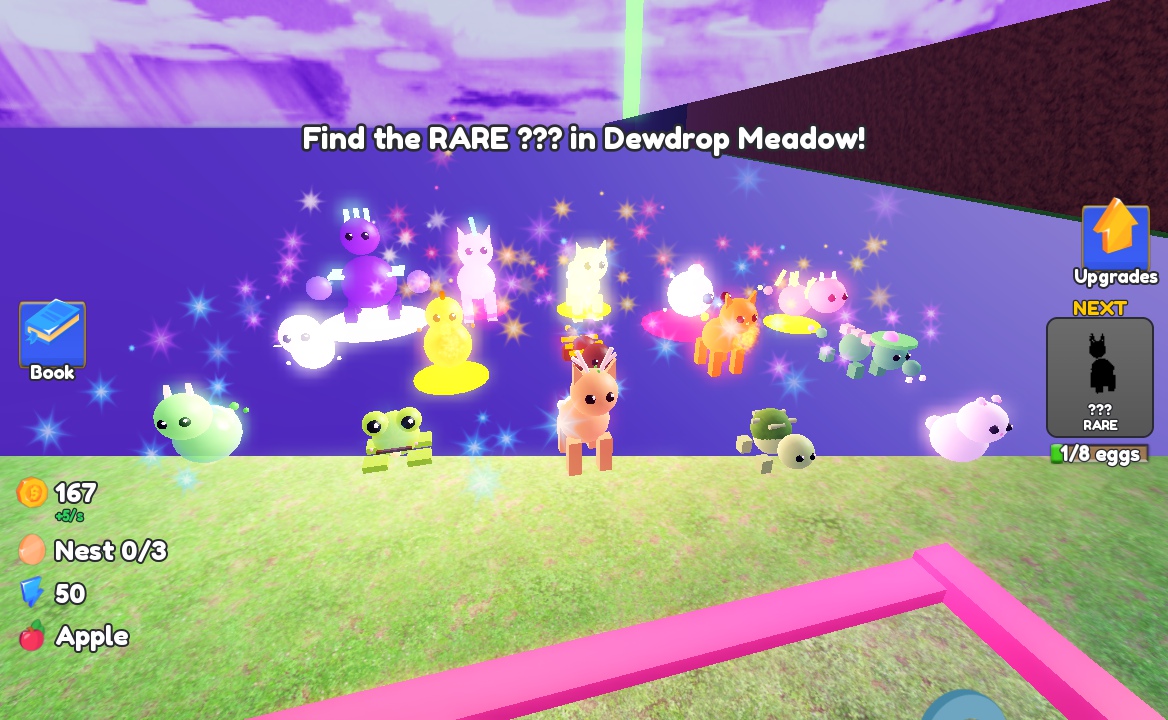 Find the RARE ??? in Dewdrop Meadow!
Upgrades
NEXT
???
RARE
1/8 eggs
Book
167
+5/s
Nest 0/3
50
Apple